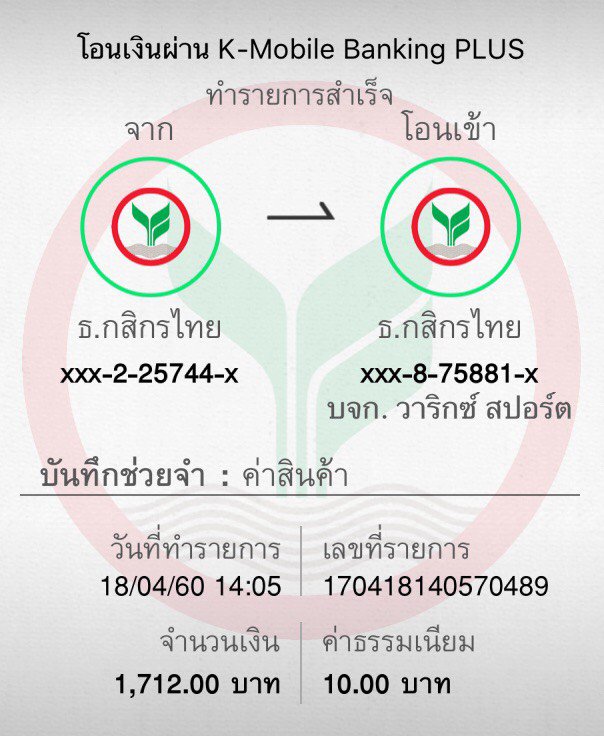 โอนเงินผ่าน K-Mobile Banking PLUS
ทำรายการสำเร็จ
จาก
โอนเข้า
ธ.กสิกรไทย
ธ.กสิกรไทย
xxx-2-25744-x
xxx-8-75881-x
บจก. วาริกซ์ สปอร์ต
บันทึกช่วยจำ : ค่าสินค้า
วันที่ทำรายการ
เลขที่รายการ
18/04/60 14:05
170418140570489
จำนวนเงิน
ค่าธรรมเนียม
1,712.00 บาท
10.00 บาท